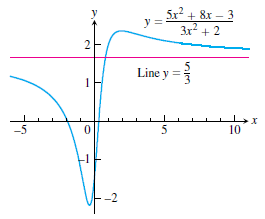 y
y = 5x² + 8x − 3 / 3x² + 2
2
1
Line y = 5/3
−5
0
5
10
x
−1
−2